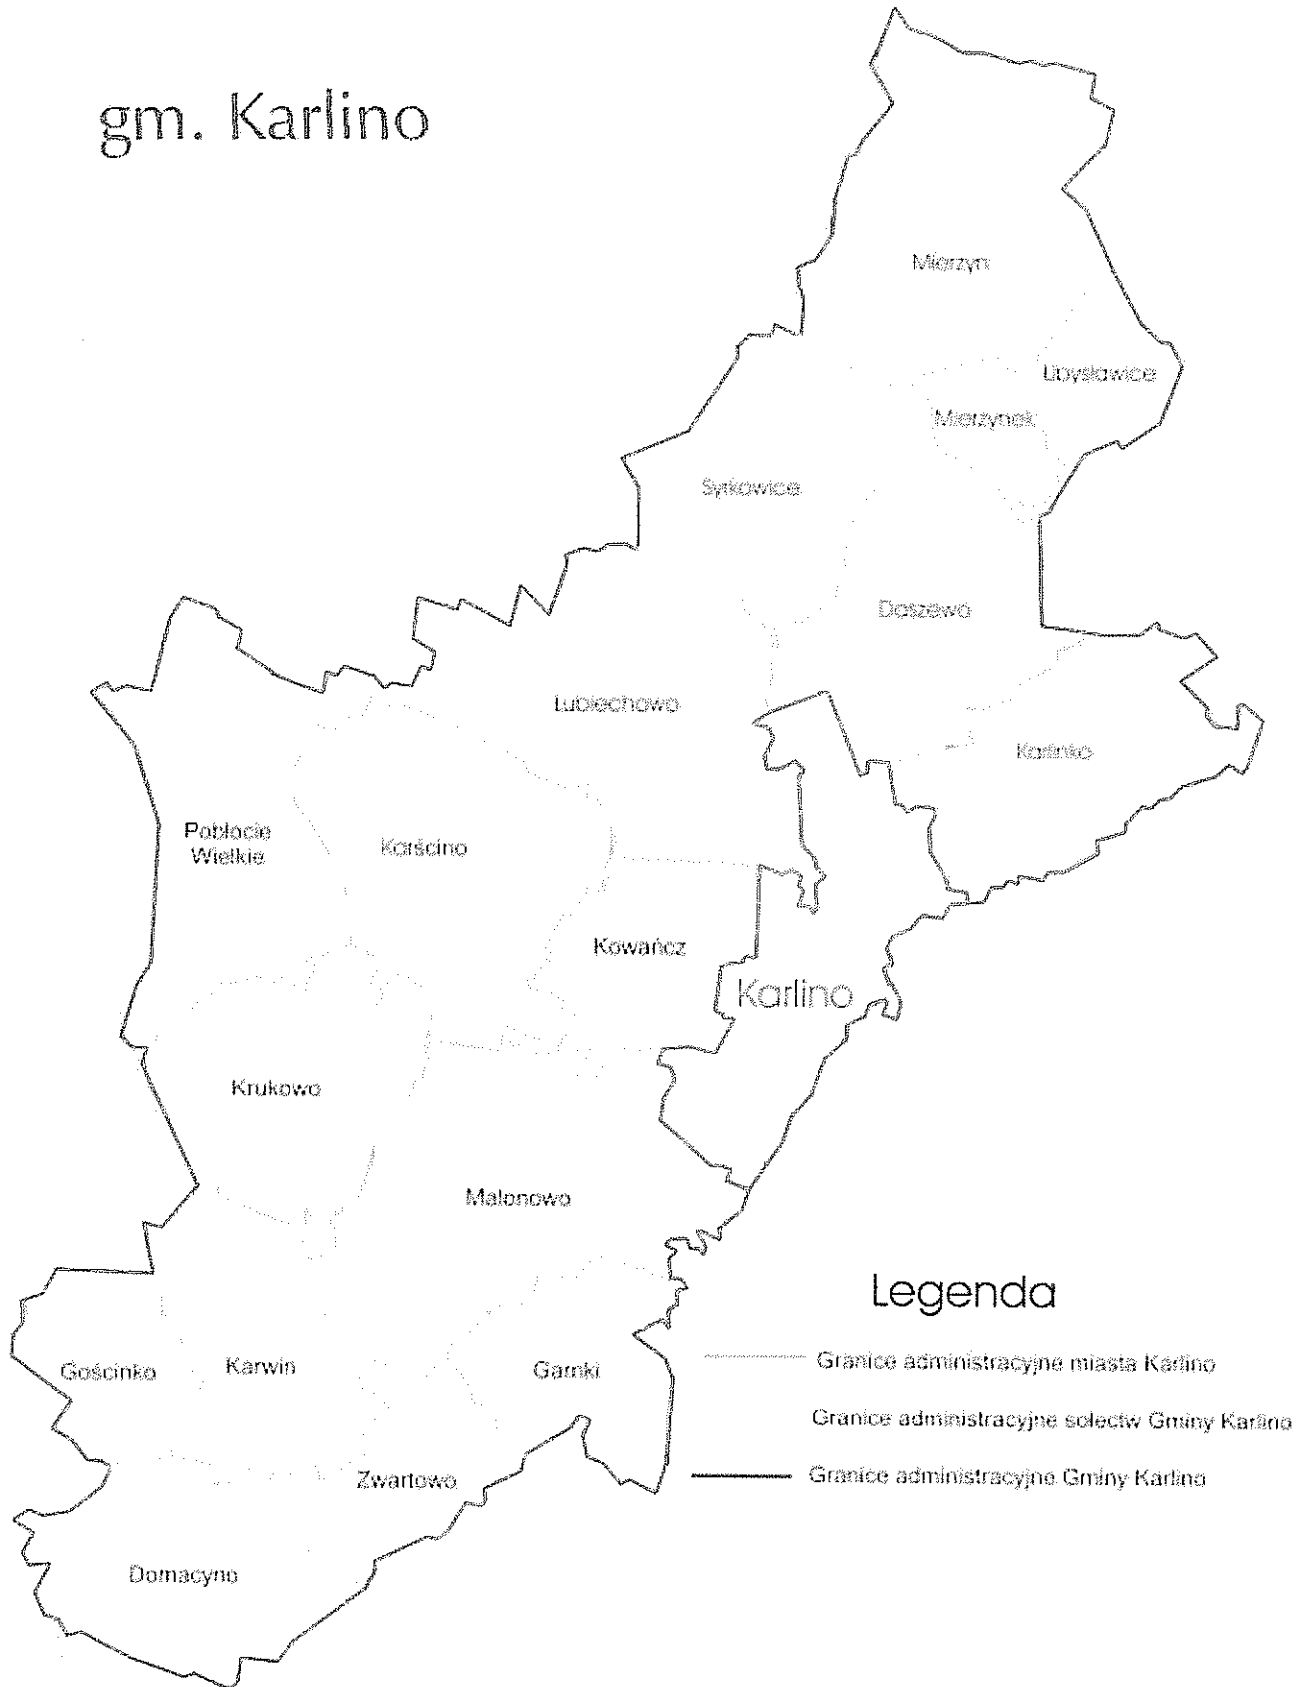 gm. Karlino
Mierzyn
Ubysławice
Mierzynek
Syrkowice
Daszewo
Lubiechowo
Karlinko
Pobłocie
Wielkie
Karścino
Kowańcz
Karlino
Krukowo
Malonowo
Legenda
Granice administracyjne miasta Karlino
Gościnko
Karwin
Garnki
Granice administracyjne sołectw Gminy Karlino
Granice administracyjne Gminy Karlino
Zwartowo
Domacyno